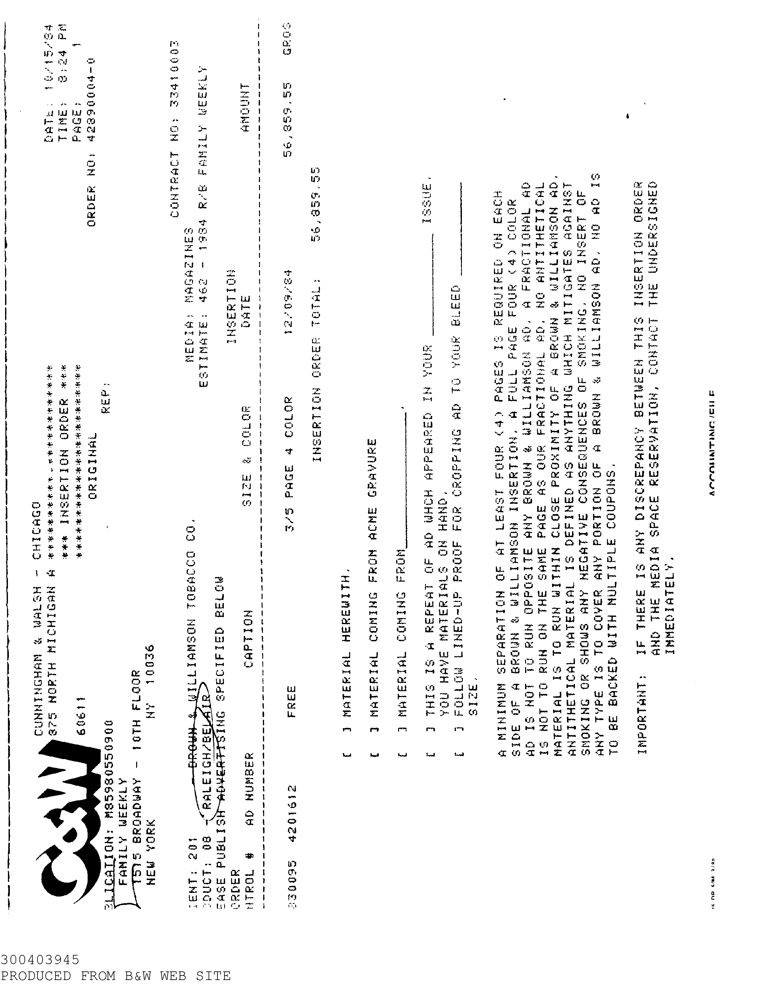 DATE: 10/15/84
TIME: 8:24 PM
PAGE: 1
ORDER NO: 42890004-0
C&W
CUNNINGHAM & WALSH - CHICAGO
875 NORTH MICHIGAN A
60611
*** INSERTION ORDER ***
ORIGINAL
REP:
BLICATION: M85980550900
FAMILY WEEKLY
1515 BROADWAY - 10TH FLOOR
NEW YORK NY 10036
CONTRACT NO: 33410003
IENT: 201 BROWN & WILLIAMSON TOBACCO CO. MEDIA: MAGAZINES
ODUCT: 08 - RALEIGH/BELAIR ESTIMATE: 462 - 1984 R/B FAMILY WEEKLY
EASE PUBLISH ADVERTISING SPECIFIED BELOW
ORDER INSERTION
NTROL # AD NUMBER CAPTION SIZE & COLOR DATE AMOUNT
830095 4201612 FREE 3/5 PAGE 4 COLOR 12/09/84 56,859.55 GROS
INSERTION ORDER TOTAL: 56,859.55
[ ] MATERIAL HEREWITH.
[ ] MATERIAL COMING FROM ACME GRAVURE
[ ] MATERIAL COMING FROM____________.
[ ] THIS IS A REPEAT OF AD WHCH APPEARED IN YOUR ____________ ISSUE.
YOU HAVE MATERIALS ON HAND.
[ ] FOLLOW LINED-UP PROOF FOR CROPPING AD TO YOUR BLEED ____________
SIZE.
A MINIMUM SEPARATION OF AT LEAST FOUR (4) PAGES IS REQUIRED ON EACH
SIDE OF A BROWN & WILLIAMSON INSERTION, A FULL PAGE FOUR (4) COLOR
AD IS NOT TO RUN OPPOSITE ANY BROWN & WILLIAMSON AD. A FRACTIONAL AD
IS NOT TO RUN ON THE SAME PAGE AS OUR FRACTIONAL AD. NO ANTITHETICAL
MATERIAL IS TO RUN WITHIN CLOSE PROXIMITY OF A BROWN & WILLIAMSON AD.
ANTITHETICAL MATERIAL IS DEFINED AS ANYTHING WHICH MITIGATES AGAINST
SMOKING OR SHOWS ANY NEGATIVE CONSEQUENCES OF SMOKING. NO INSERT OF
ANY TYPE IS TO COVER ANY PORTION OF A BROWN & WILLIAMSON AD. NO AD IS
TO BE BACKED WITH MULTIPLE COUPONS.
IMPORTANT: IF THERE IS ANY DISCREPANCY BETWEEN THIS INSERTION ORDER
AND THE MEDIA SPACE RESERVATION, CONTACT THE UNDERSIGNED
IMMEDIATELY.
ACCOUNTING/FILE
300403945
PRODUCED FROM B&W WEB SITE